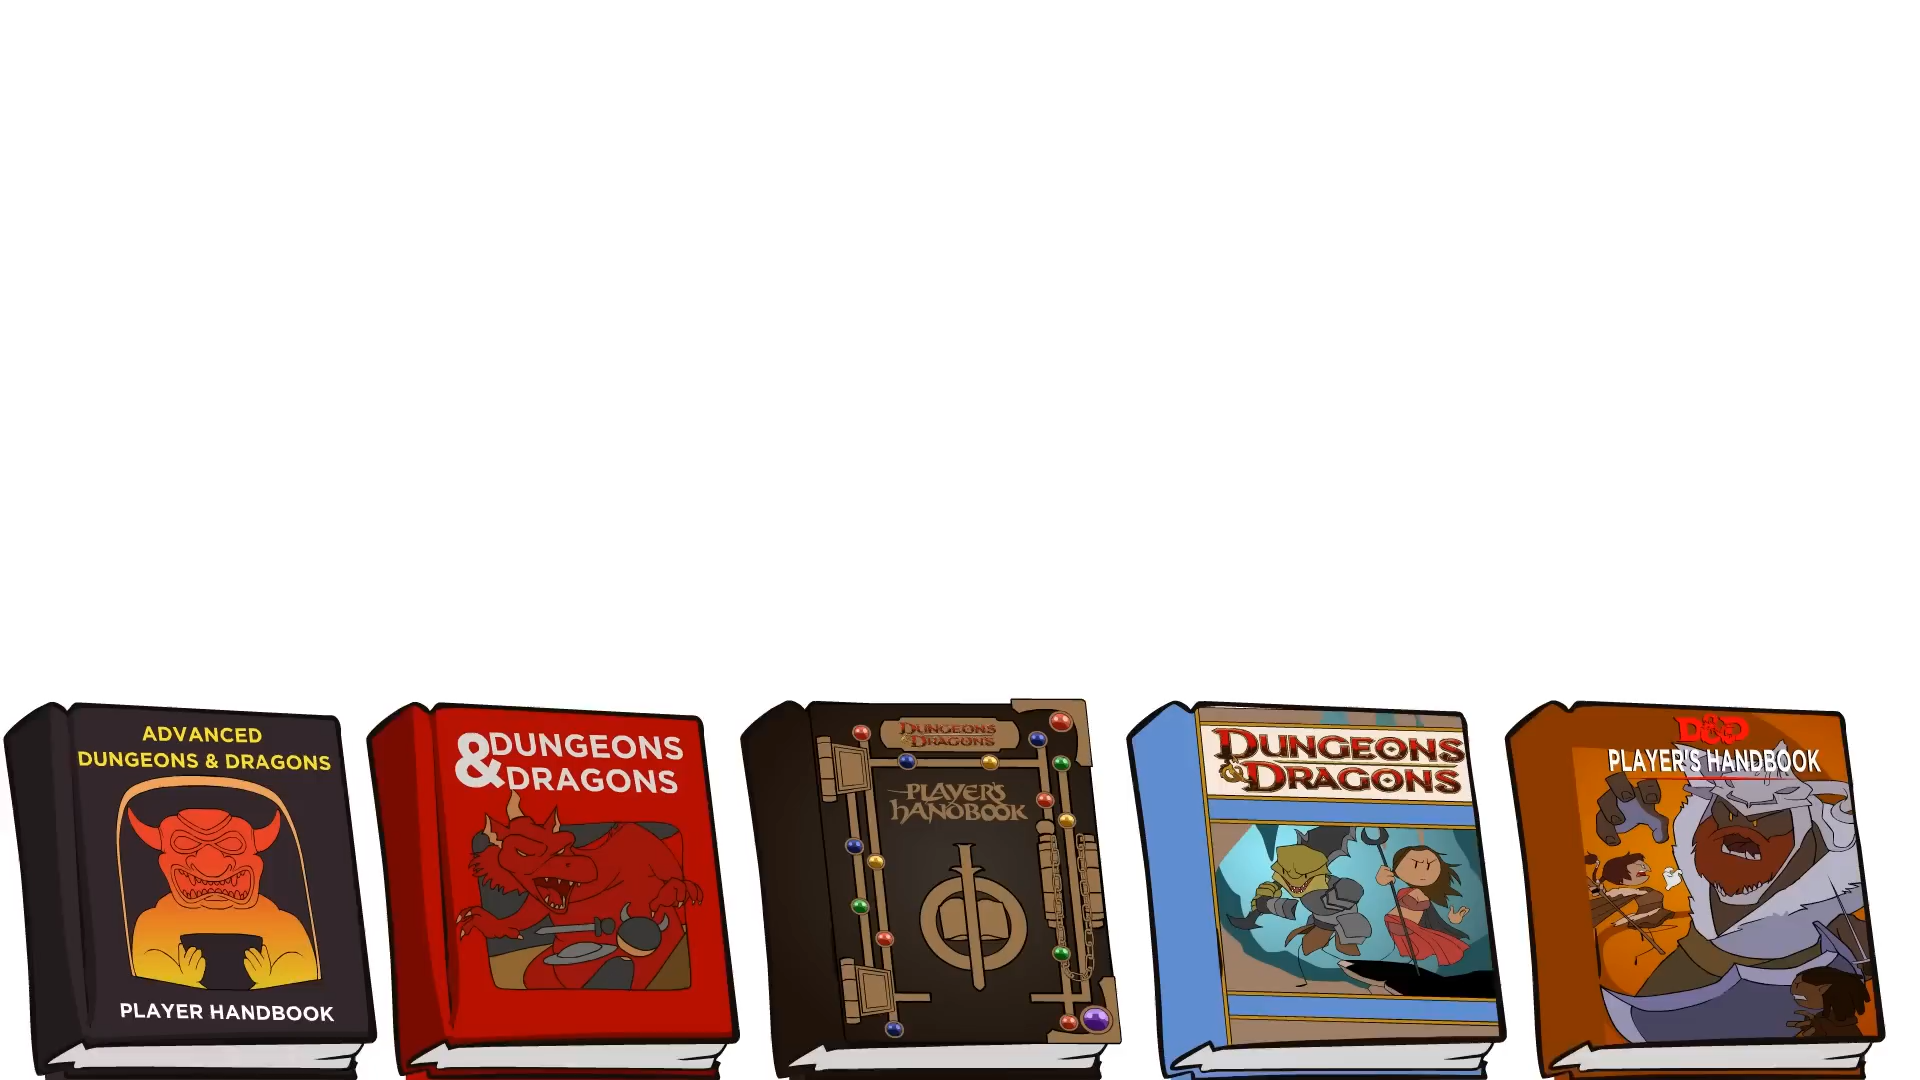 ADVANCED
DUNGEONS & DRAGONS
PLAYER HANDBOOK
&DUNGEONS
DRAGONS
DUNGEONS
& DRAGONS
PLAYER'S
HANDBOOK
DUNGEONS
& DRAGONS
D&D
PLAYER'S HANDBOOK